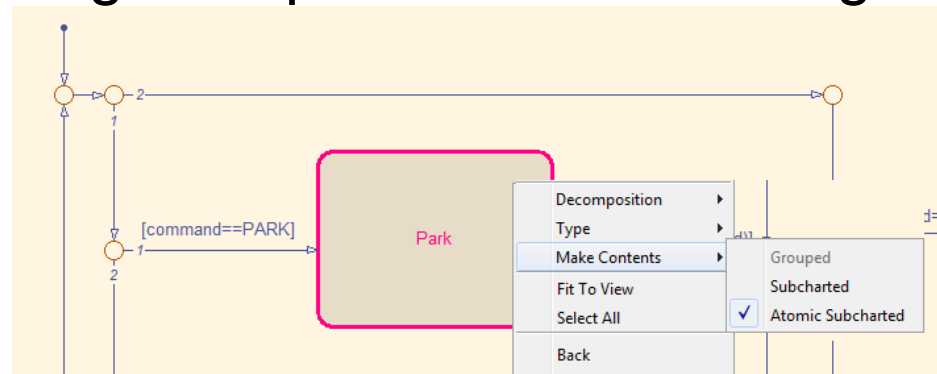 2
1
[command==PARK]
1
2
Park
Decomposition
Type
Make Contents
Fit To View
Select All
Back
Grouped
Subcharted
Atomic Subcharted